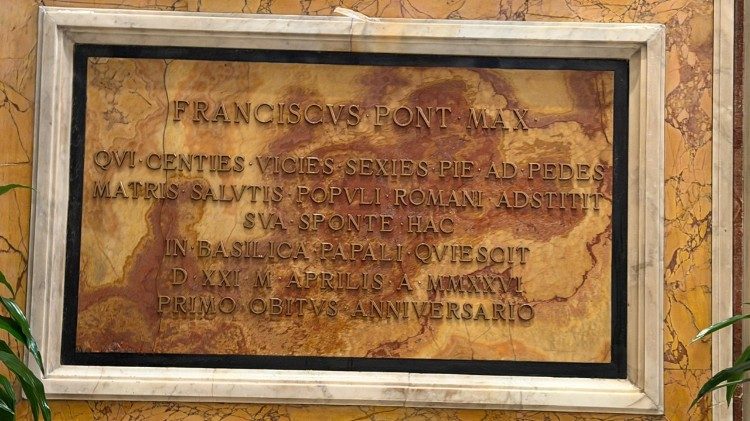 FRANCISCVS·PONT·MAX·
QVI·CENTIES·VICIES·SEXIES·PIE·AD·PEDES
MATRIS·SALVTIS·POPVLI·ROMANI·ADSTITIT
SVA·SPONTE·HAC
IN·BASILICA·PAPALI·QVIESCIT
D·XXI·M·APRILIS·A·MMXXVI
PRIMO·OBITVS·ANNIVERSARIO